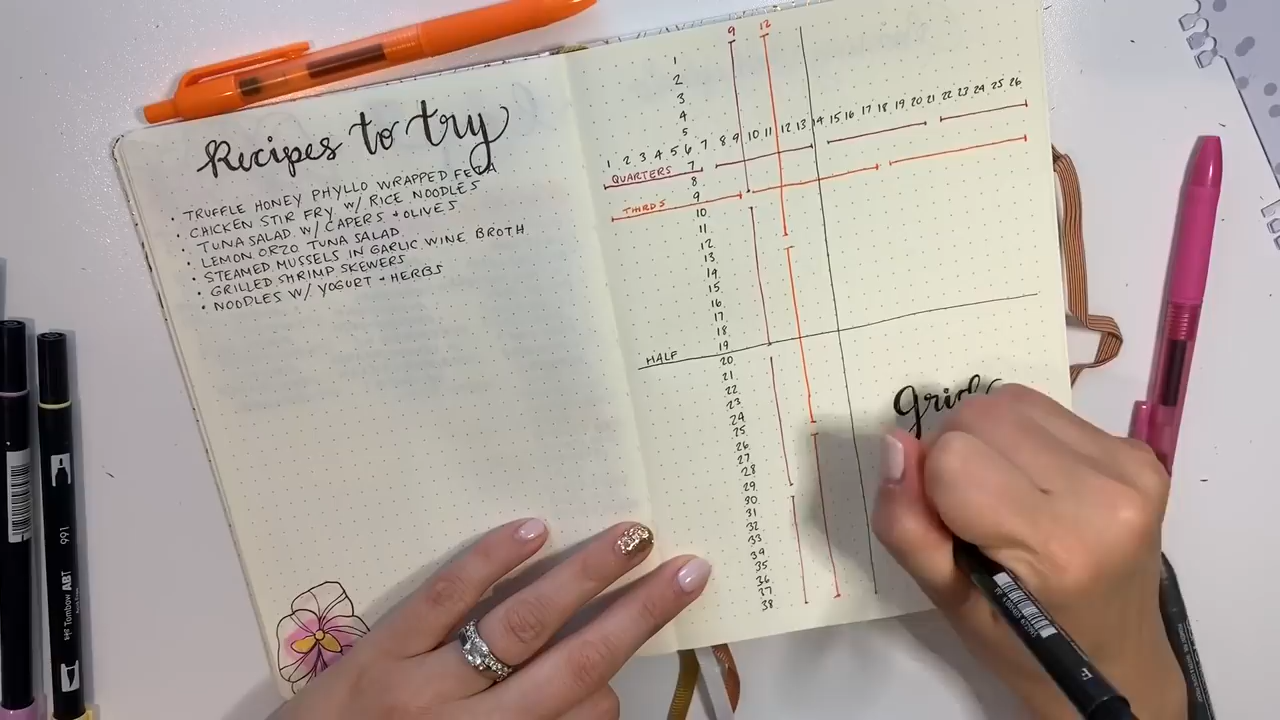 Recipes to try
• TRUFFLE HONEY PHYLLO WRAPPED FETA
• CHICKEN STIR FRY W/ RICE NOODLES
• TUNA SALAD W/ CAPERS + OLIVES
• LEMON ORZO TUNA SALAD
• STEAMED MUSSELS IN GARLIC WINE BROTH
• GRILLED SHRIMP SKEWERS
• NOODLES W/ YOGURT + HERBS
9 12
1
2
3
4
5
1 2 3 4 5 6 7 8 9 10 11 12 13 14 15 16 17 18 19 20 21 22 23 24 25 26
QUARTERS 7
8
THIRDS 9
10
11
12
13
14
15
16
17
18
HALF 19
20
21
22
23
24
25
26
27
28
29
30
31
32
33
34
35
36
37
38
grid
991
Tombow ABT